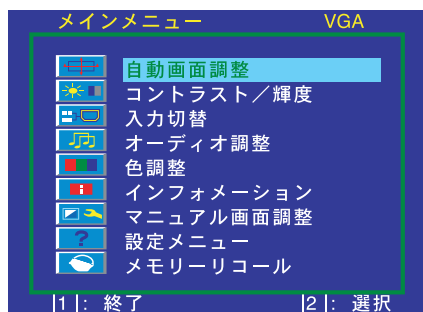 メインメニュー VGA
自動画面調整
コントラスト／輝度
入力切替
オーディオ調整
色調整
インフォメーション
マニュアル画面調整
設定メニュー
メモリーリコール
|1|: 終了 |2|: 選択